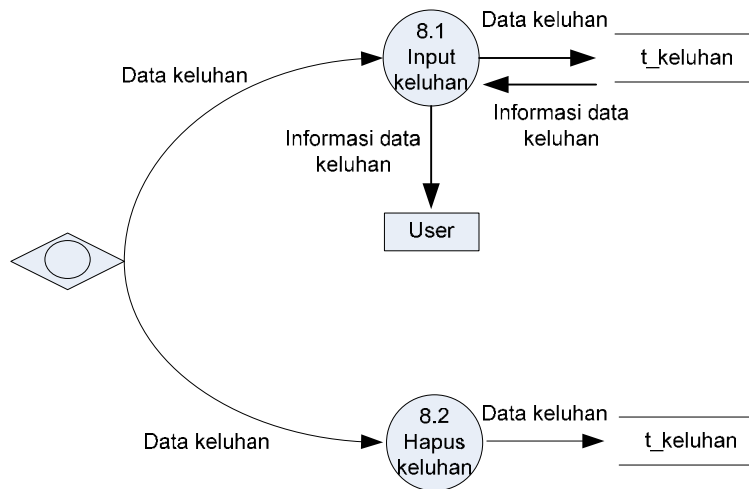 8.1
Input
keluhan
Data keluhan
t_keluhan
Data keluhan
Informasi data
keluhan
Informasi data
keluhan
User
8.2
Hapus
keluhan
Data keluhan
t_keluhan
Data keluhan